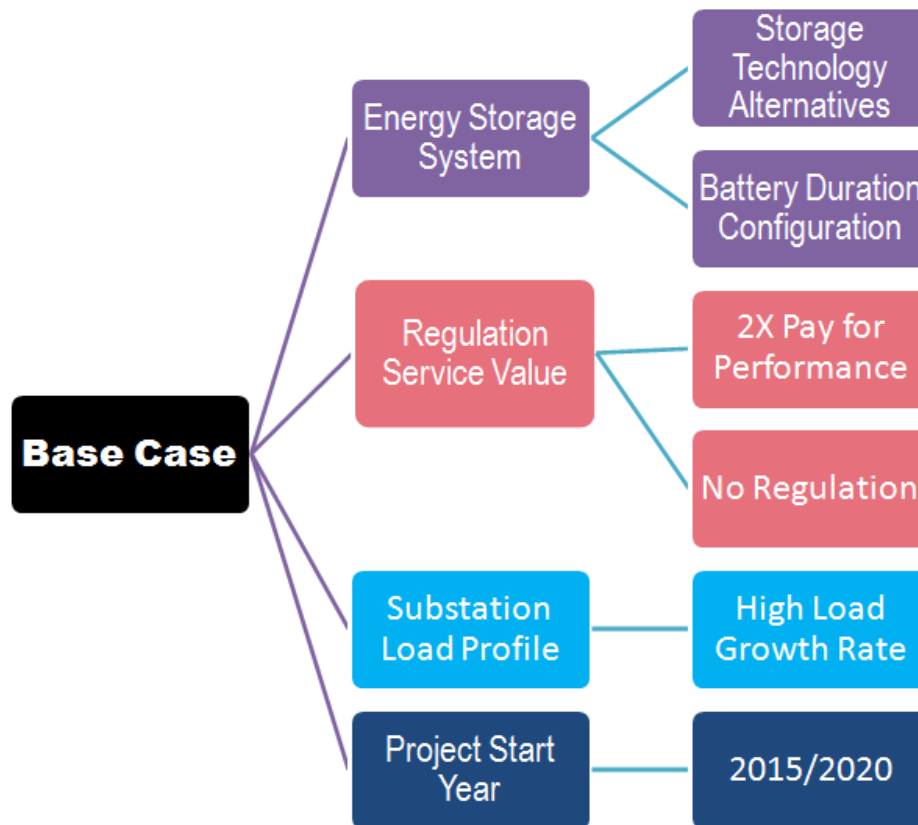 Storage
Technology
Alternatives
Energy Storage
System
Battery Duration
Configuration
Regulation
Service Value
2X Pay for
Performance
No Regulation
Base Case
Substation
Load Profile
High Load
Growth Rate
Project Start
Year
2015/2020